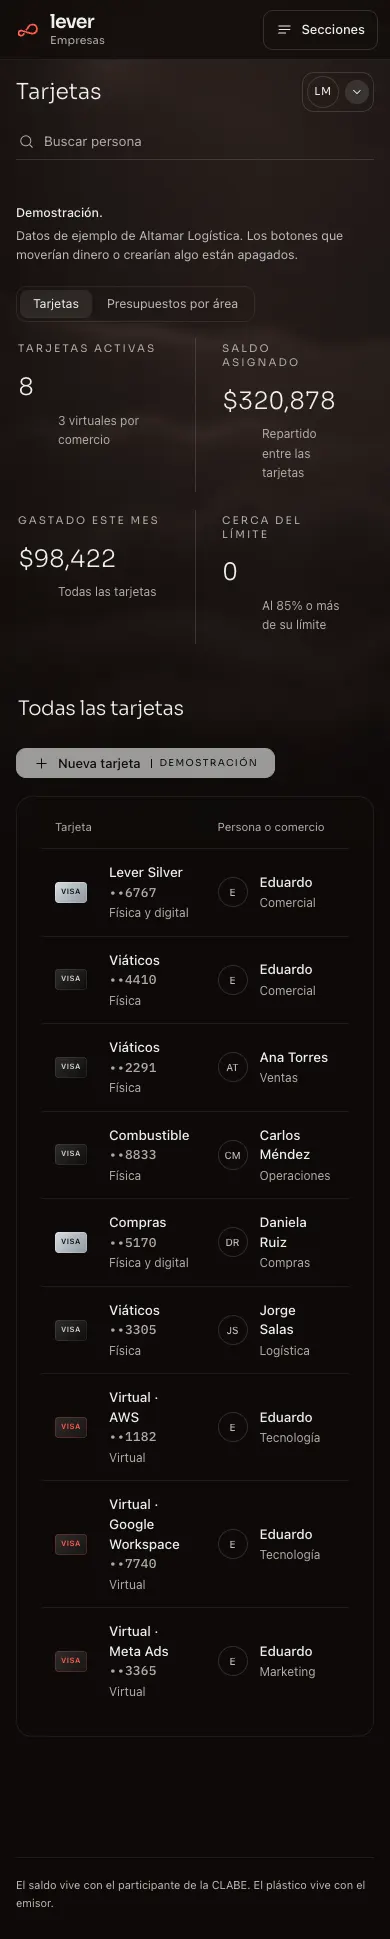 lever
Empresas
Secciones
Tarjetas
LM
Buscar persona
Demostración.
Datos de ejemplo de Altamar Logística. Los botones que
moverían dinero o crearían algo están apagados.
Tarjetas
Presupuestos por área
TARJETAS ACTIVAS
8
3 virtuales por
comercio
SALDO
ASIGNADO
$320,878
Repartido
entre las
tarjetas
GASTADO ESTE MES
$98,422
Todas las tarjetas
CERCA DEL
LÍMITE
0
Al 85% o más
de su límite
Todas las tarjetas
Nueva tarjeta | DEMOSTRACIÓN
Tarjeta
Persona o comercio
VISA
Lever Silver
••6767
Física y digital
E
Eduardo
Comercial
VISA
Viáticos
••4410
Física
E
Eduardo
Comercial
VISA
Viáticos
••2291
Física
AT
Ana Torres
Ventas
VISA
Combustible
••8833
Física
CM
Carlos
Méndez
Operaciones
VISA
Compras
••5170
Física y digital
DR
Daniela
Ruiz
Compras
VISA
Viáticos
••3305
Física
JS
Jorge
Salas
Logística
VISA
Virtual ·
AWS
••1182
Virtual
E
Eduardo
Tecnología
VISA
Virtual ·
Google
Workspace
••7740
Virtual
E
Eduardo
Tecnología
VISA
Virtual ·
Meta Ads
••3365
Virtual
E
Eduardo
Marketing
El saldo vive con el participante de la CLABE. El plástico vive con el
emisor.